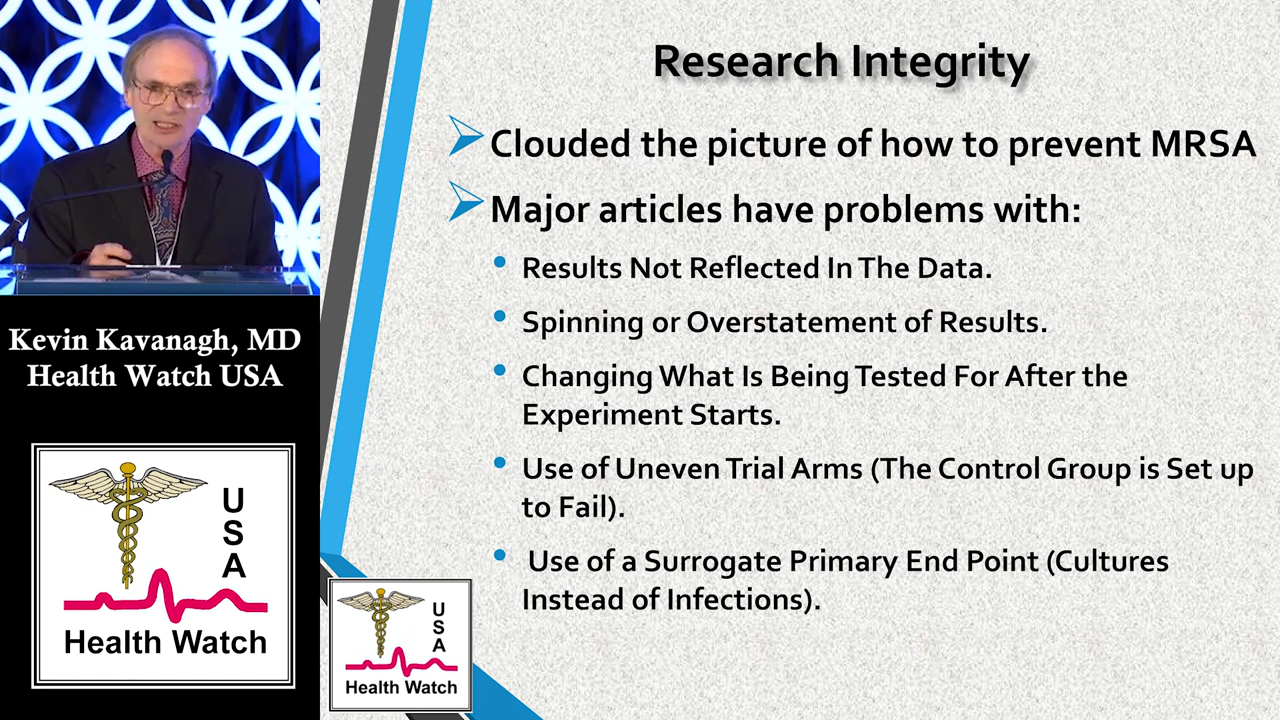 Research Integrity
Clouded the picture of how to prevent MRSA
Major articles have problems with:
Results Not Reflected In The Data.
Spinning or Overstatement of Results.
Changing What Is Being Tested For After the
Experiment Starts.
Use of Uneven Trial Arms (The Control Group is Set up
to Fail).
Use of a Surrogate Primary End Point (Cultures
Instead of Infections).
Kevin Kavanagh, MD
Health Watch USA
U
S
A
Health Watch
U
S
A
Health Watch